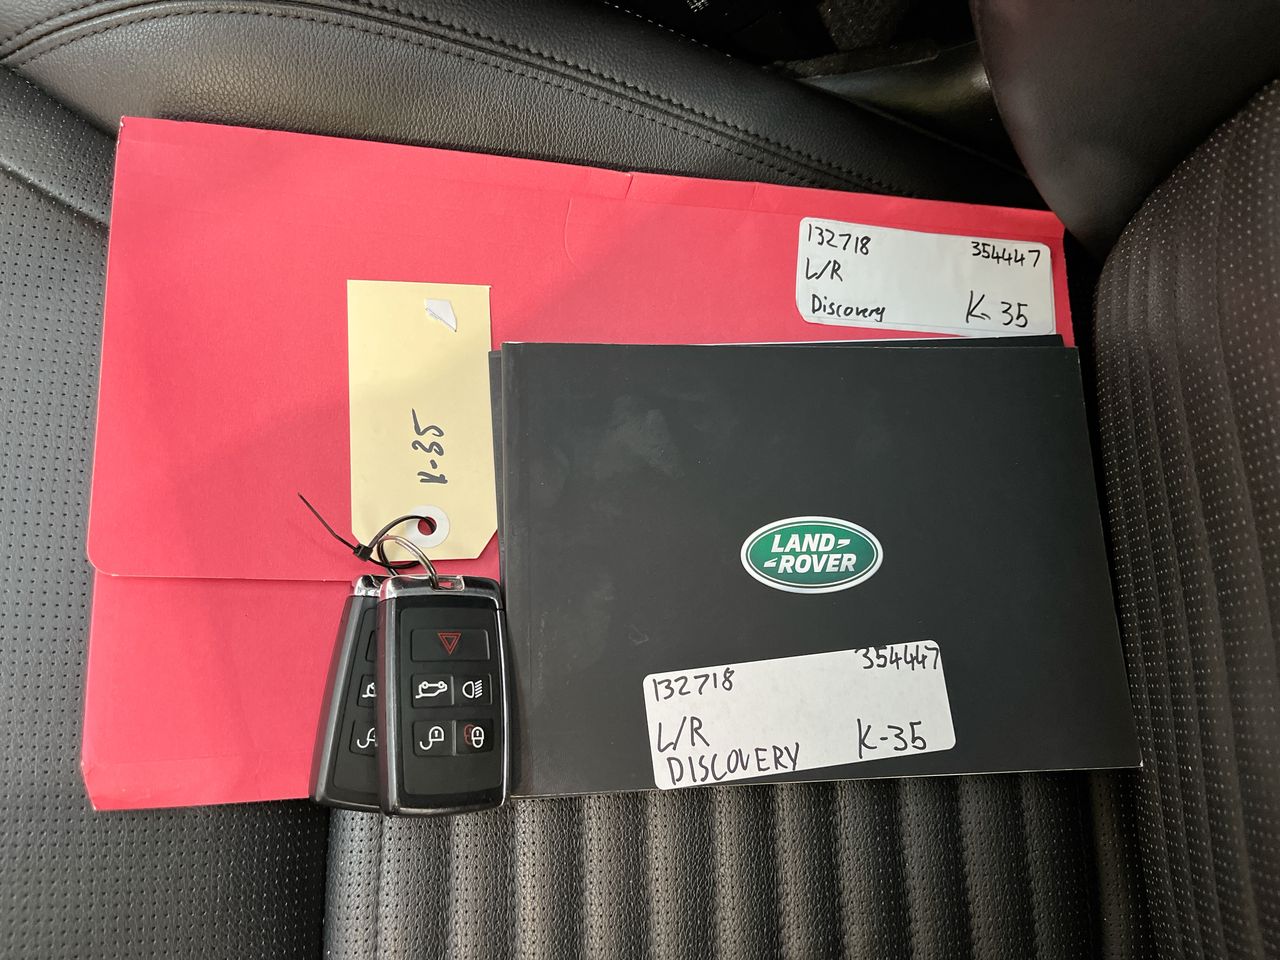 132718 354447
L/R
Discovery K-35
K-35
LAND
ROVER
132718 354447
L/R K-35
DISCOVERY